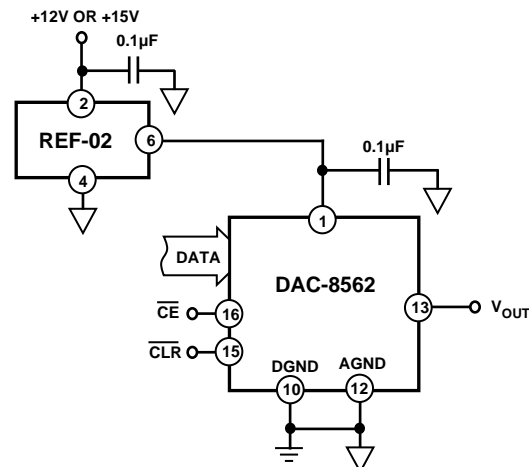 +12V OR +15V
0.1µF
2
REF-02
6
4
0.1µF
1
DATA
DAC-8562
CE
16
13
VOUT
CLR
15
DGND
AGND
10
12